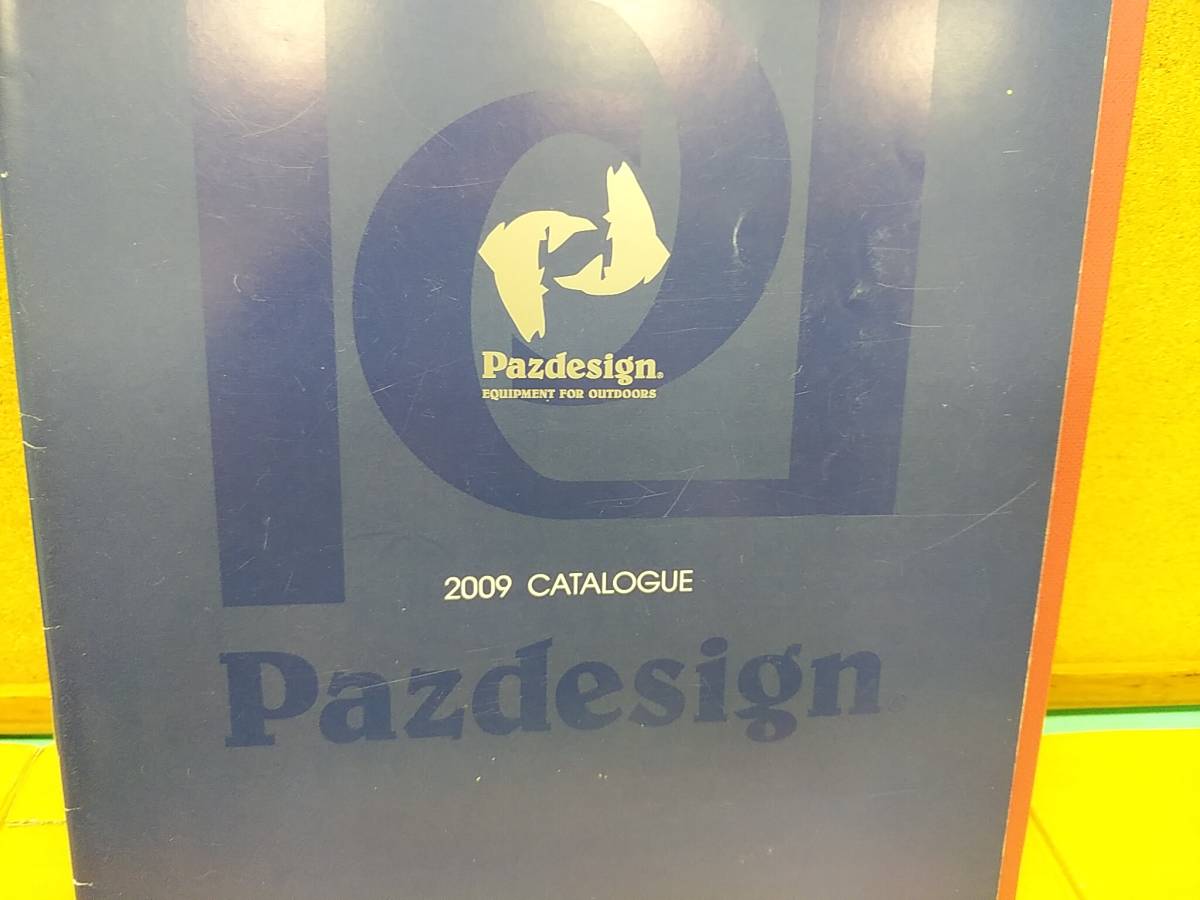 Pazdesign®
EQUIPMENT FOR OUTDOORS
2009 CATALOGUE
Pazdesign®